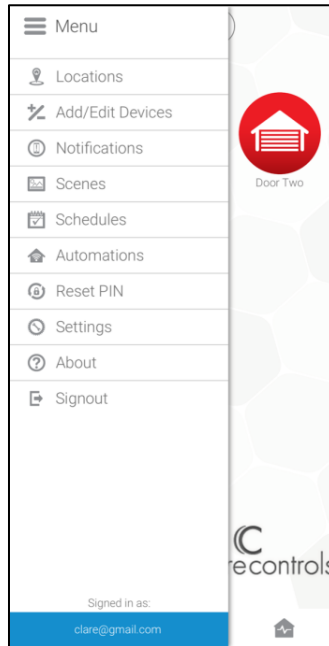 Menu
Locations
Add/Edit Devices
Notifications
Scenes
Schedules
Automations
Reset PIN
Settings
About
Signout
Door Two
recontrols
Signed in as:
clare@gmail.com